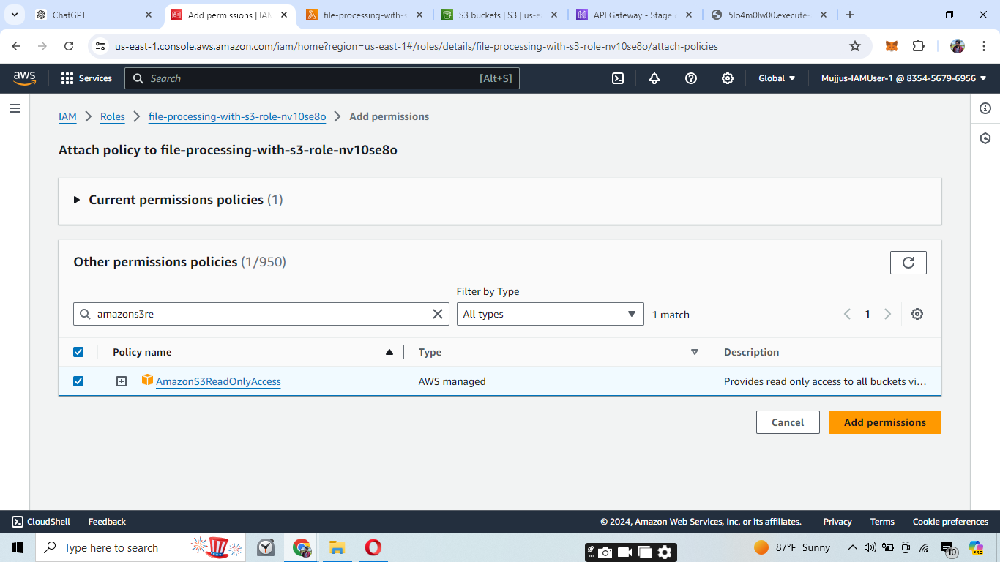 ChatGPT
Add permissions | IAM
file-processing-with-s
S3 buckets | S3 | us-e
API Gateway - Stage
5lo4m0lw00.execute-
us-east-1.console.aws.amazon.com/iam/home?region=us-east-1#/roles/details/file-processing-with-s3-role-nv10se8o/attach-policies
aws
Services
Search
[Alt+S]
Global
Mujjus-IAMUser-1 @ 8354-5679-6956
IAM
Roles
file-processing-with-s3-role-nv10se8o
Add permissions
Attach policy to file-processing-with-s3-role-nv10se8o
Current permissions policies (1)
Other permissions policies (1/950)
Filter by Type
amazons3re
All types
1 match
1
Policy name
Type
Description
AmazonS3ReadOnlyAccess
AWS managed
Provides read only access to all buckets vi...
Cancel
Add permissions
CloudShell
Feedback
© 2024, Amazon Web Services, Inc. or its affiliates.
Privacy
Terms
Cookie preferences
Type here to search
87°F Sunny
10
PRE